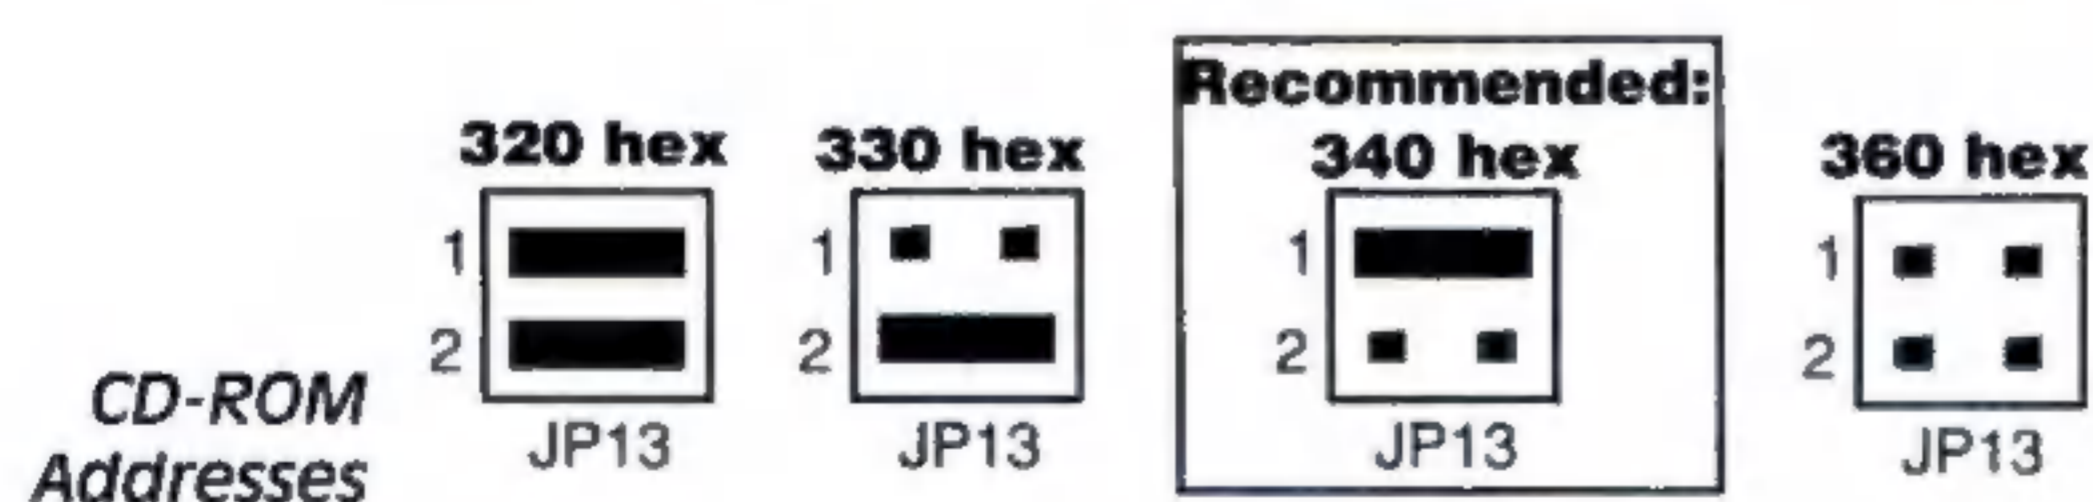 Recommended:
320 hex 330 hex 340 hex 360 hex
1 1 1 1
2 2 2 2
CD-ROM
JP13 JP13 JP13 JP13
Addresses